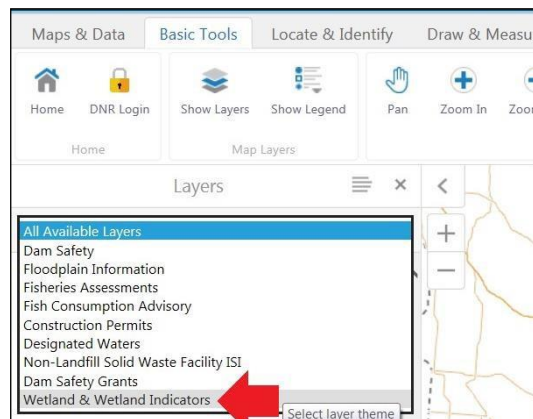 Maps & Data Basic Tools Locate & Identify Draw & Measu
Home DNR Login Show Layers Show Legend Pan Zoom In Zoo
Home Map Layers
Layers
All Available Layers
Dam Safety
Floodplain Information
Fisheries Assessments
Fish Consumption Advisory
Construction Permits
Designated Waters
Non-Landfill Solid Waste Facility ISI
Dam Safety Grants
Wetland & Wetland Indicators
Select layer theme